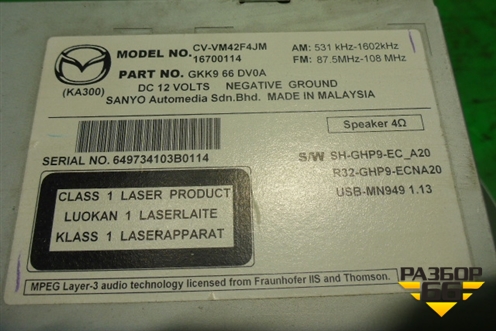 MODEL NO. CV-VM42F4JM
16700114
AM: 531 kHz-1602kHz
FM: 87.5MHz-108 MHz
(KA300)
PART NO. GKK9 66 DV0A
DC 12 VOLTS NEGATIVE GROUND
SANYO Automedia Sdn.Bhd. MADE IN MALAYSIA
Speaker 4Ω
SERIAL NO. 649734103B0114
S/W SH-GHP9-EC_A20
R32-GHP9-ECNA20
USB-MN949 1.13
CLASS 1 LASER PRODUCT
LUOKAN 1 LASERLAITE
KLASS 1 LASERAPPARAT
MPEG Layer-3 audio technology licensed from Fraunhofer IIS and Thomson.
РАЗБОР
66